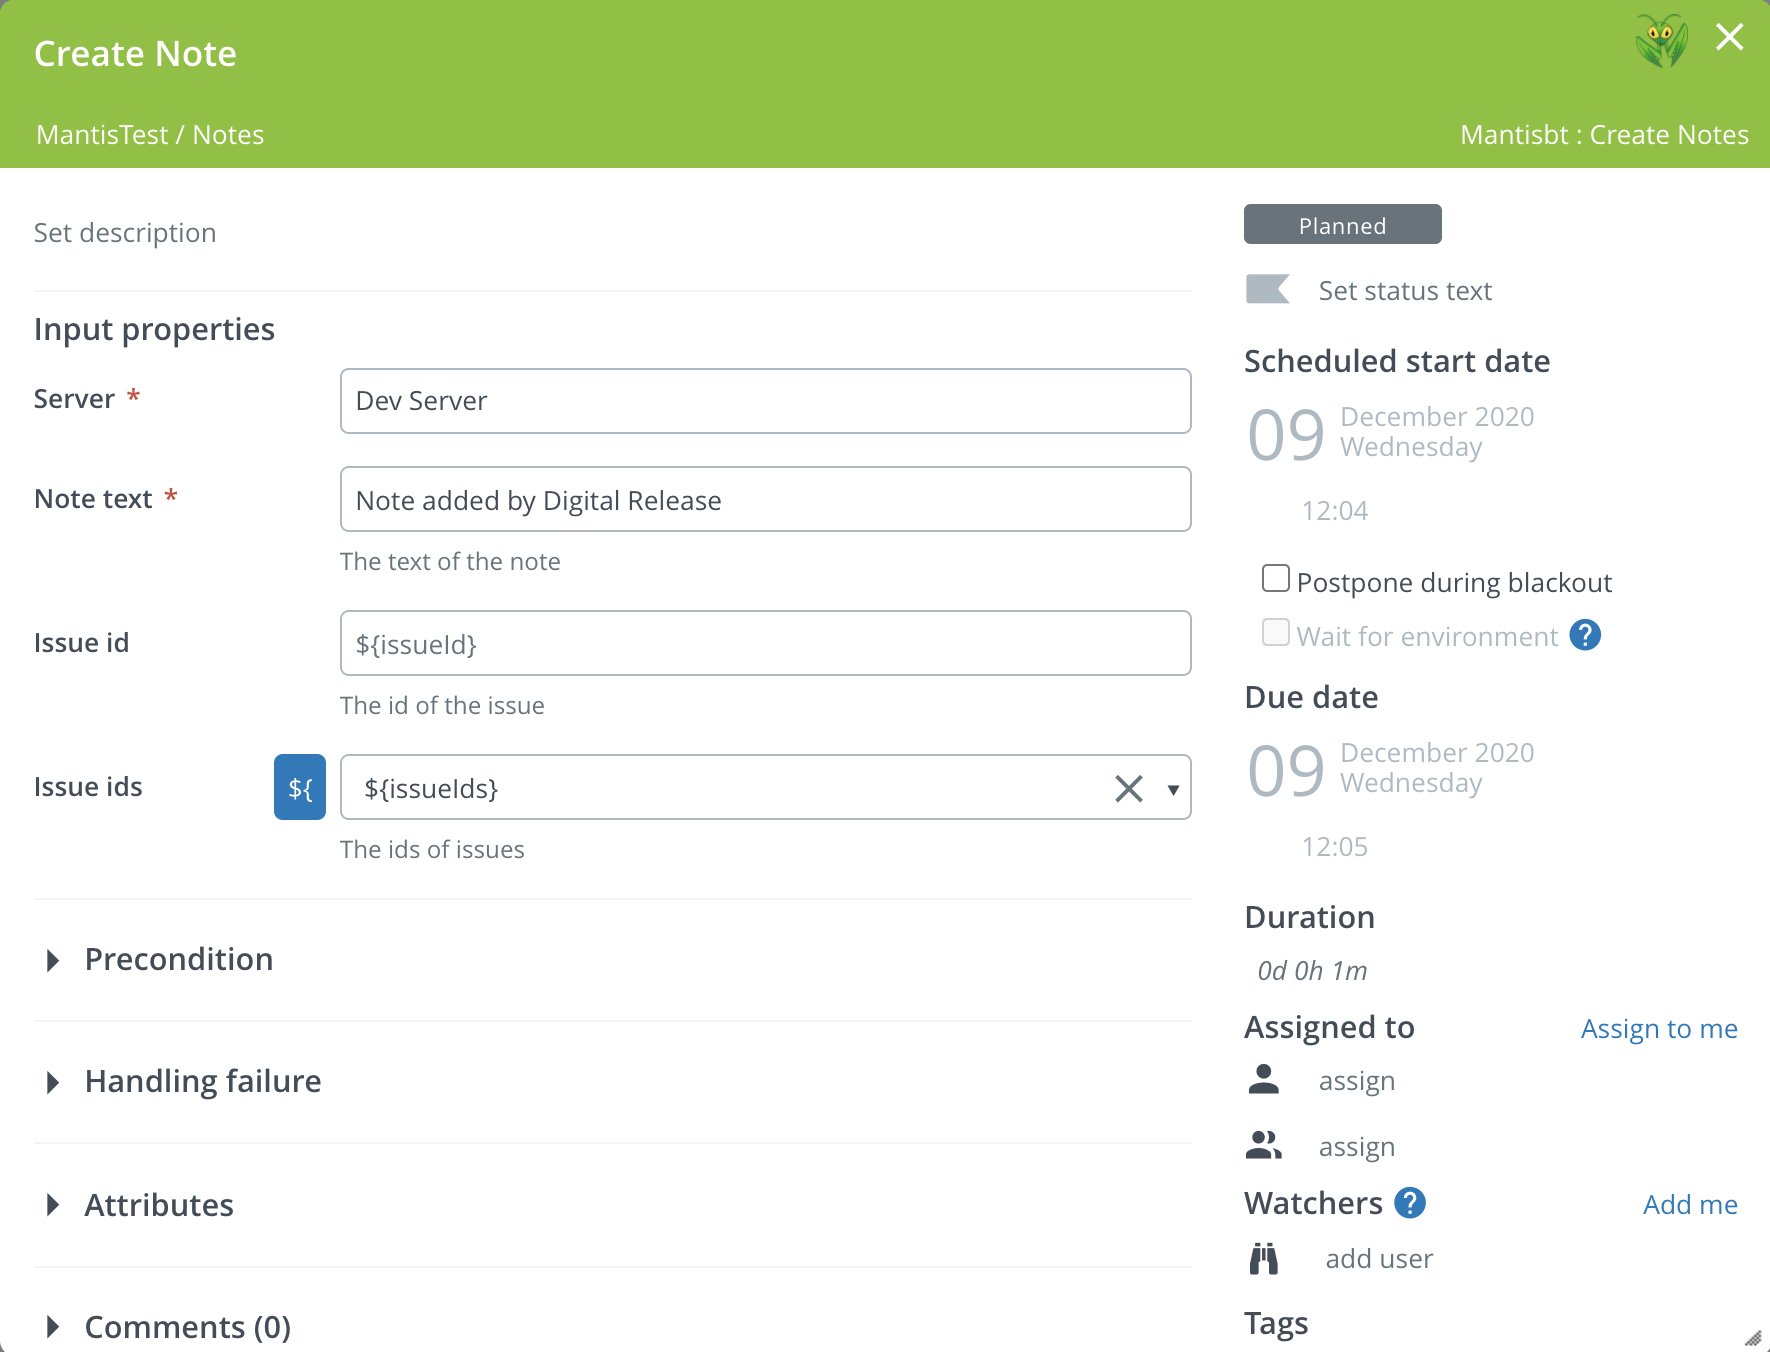 Create Note
MantisTest / Notes
Mantisbt : Create Notes
Set description
Input properties
Server *
Dev Server
Note text *
Note added by Digital Release
The text of the note
Issue id
${issueId}
The id of the issue
Issue ids
${
${issueIds}
The ids of issues
Precondition
Handling failure
Attributes
Comments (0)
Planned
Set status text
Scheduled start date
09
December 2020
Wednesday
12:04
Postpone during blackout
Wait for environment ?
Due date
09
December 2020
Wednesday
12:05
Duration
0d 0h 1m
Assigned to
Assign to me
assign
assign
Watchers ?
Add me
add user
Tags